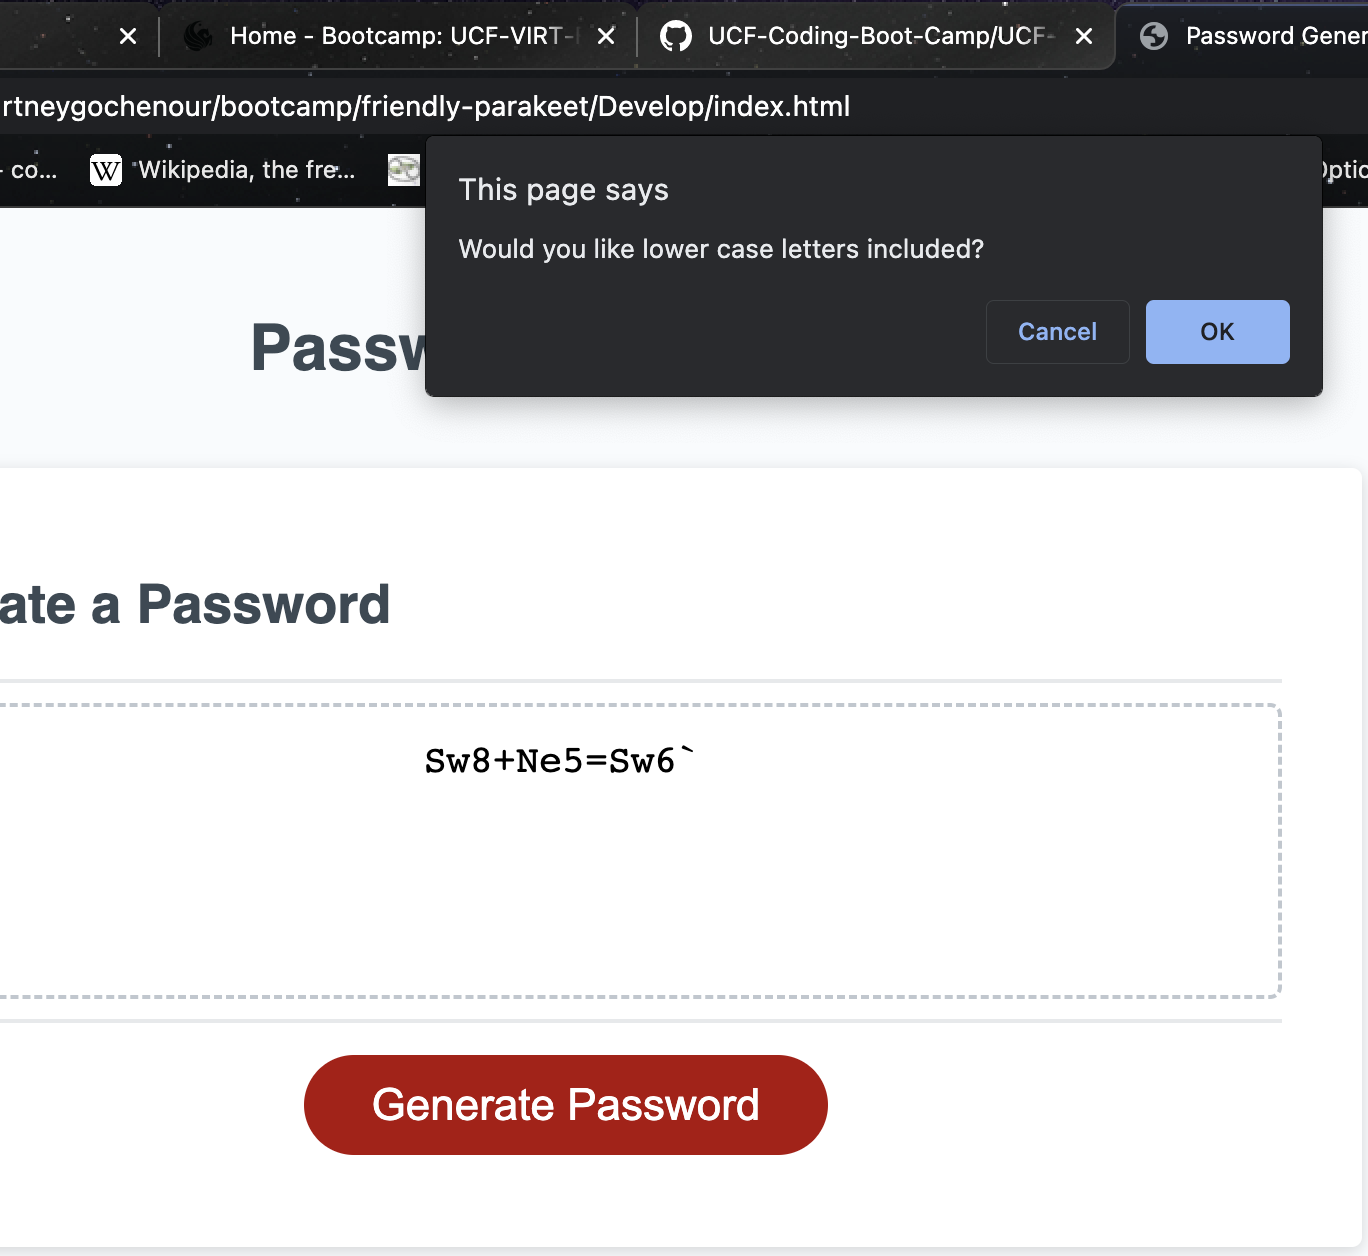 Home - Bootcamp: UCF-VIRT- UCF-Coding-Boot-Camp/UCF- Password Gener
rtneygochenour/bootcamp/friendly-parakeet/Develop/index.html
- co... W Wikipedia, the fre... Optio
This page says
Would you like lower case letters included?
Cancel OK
Passw
ate a Password
Sw8+Ne5=Sw6`
Generate Password